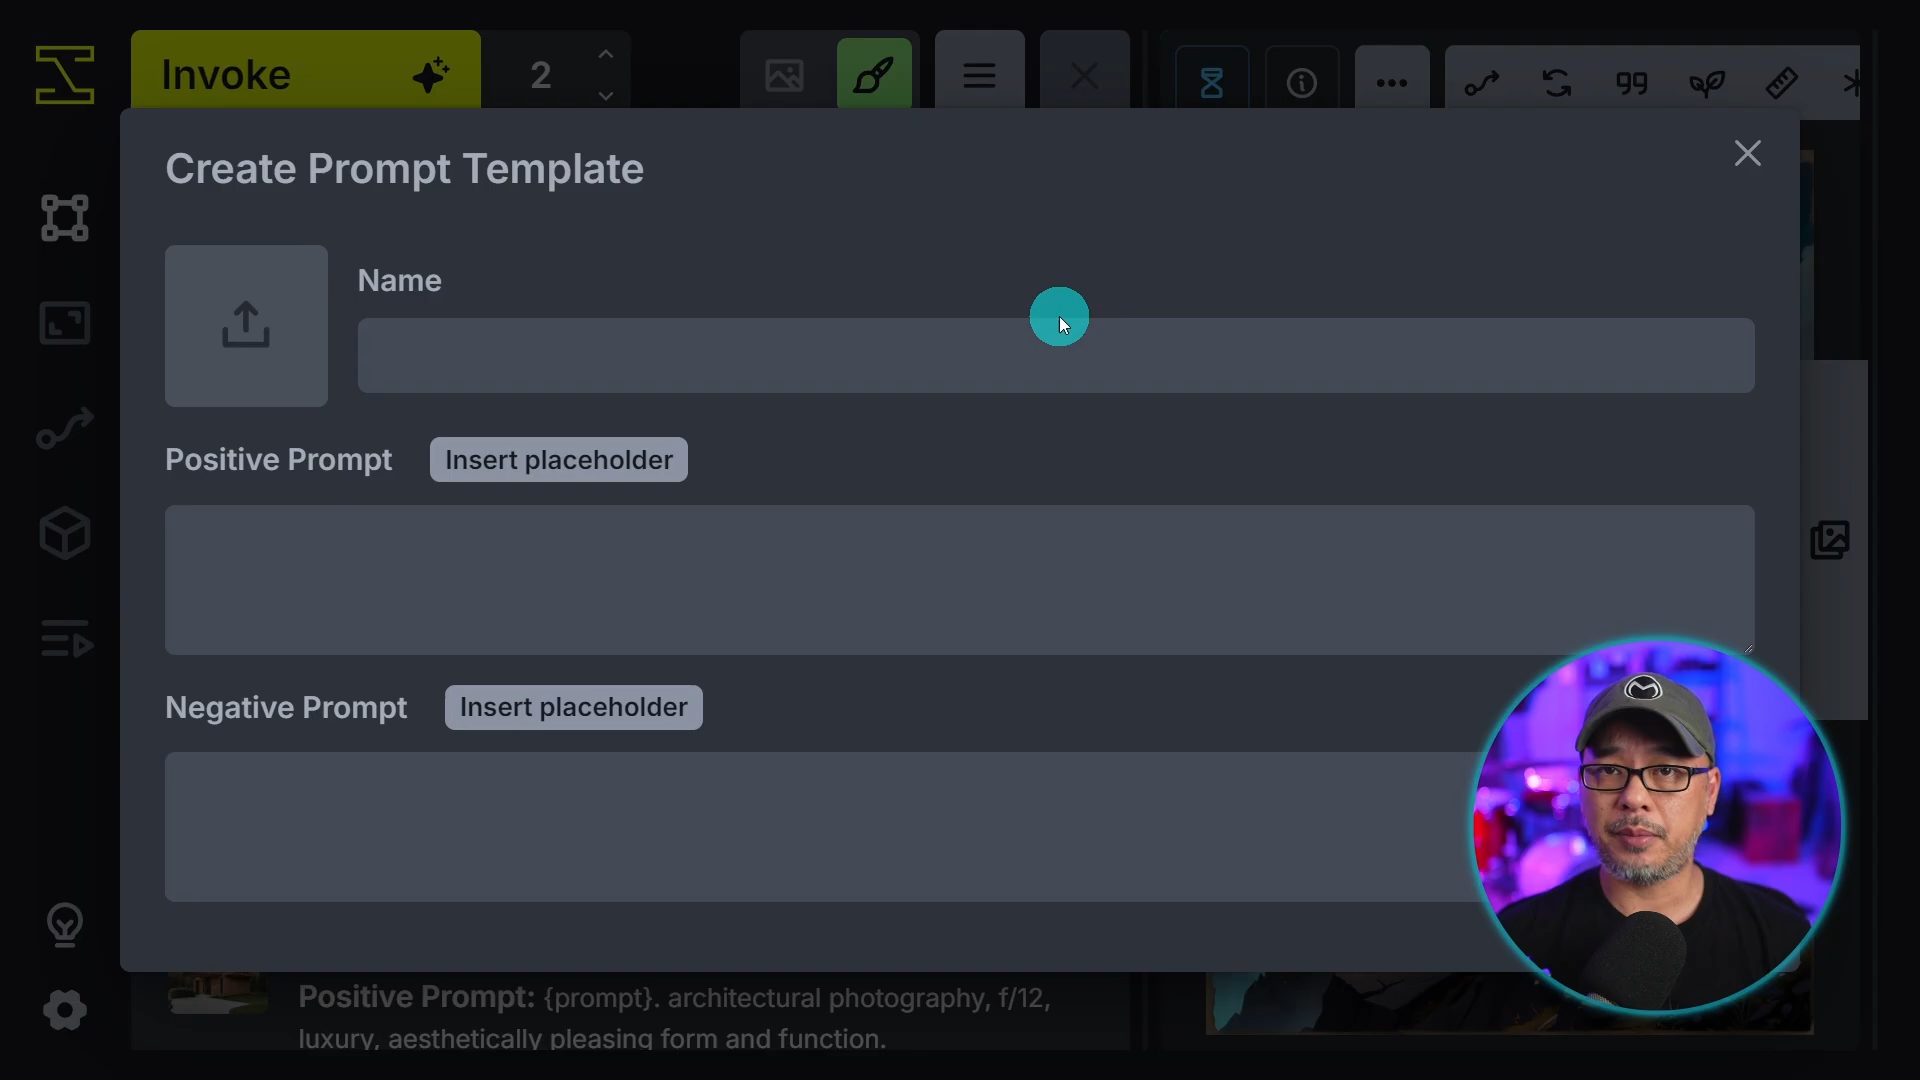 Invoke
2
Create Prompt Template
Name
Positive Prompt Insert placeholder
Negative Prompt Insert placeholder
Positive Prompt: {prompt}. architectural photography, f/12,
luxury, aesthetically pleasing form and function.